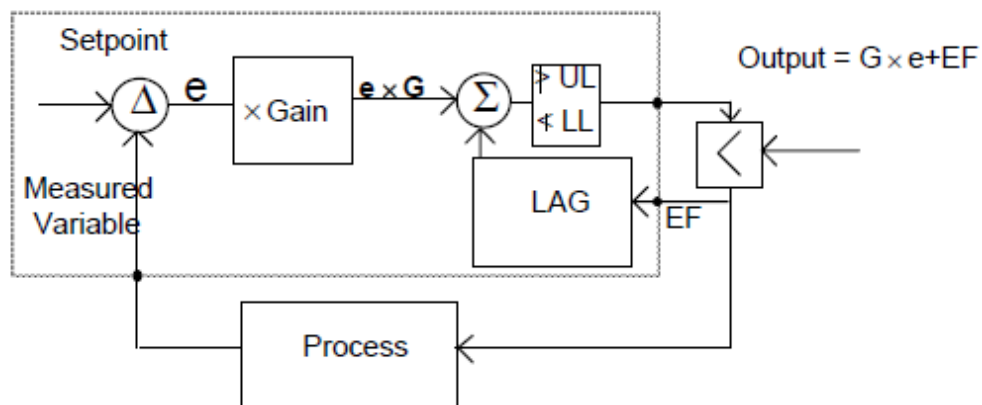 Setpoint
Output = G × e+EF
Δ
e
× Gain
e × G
Σ
> UL
< LL
<
Measured
Variable
LAG
EF
Process